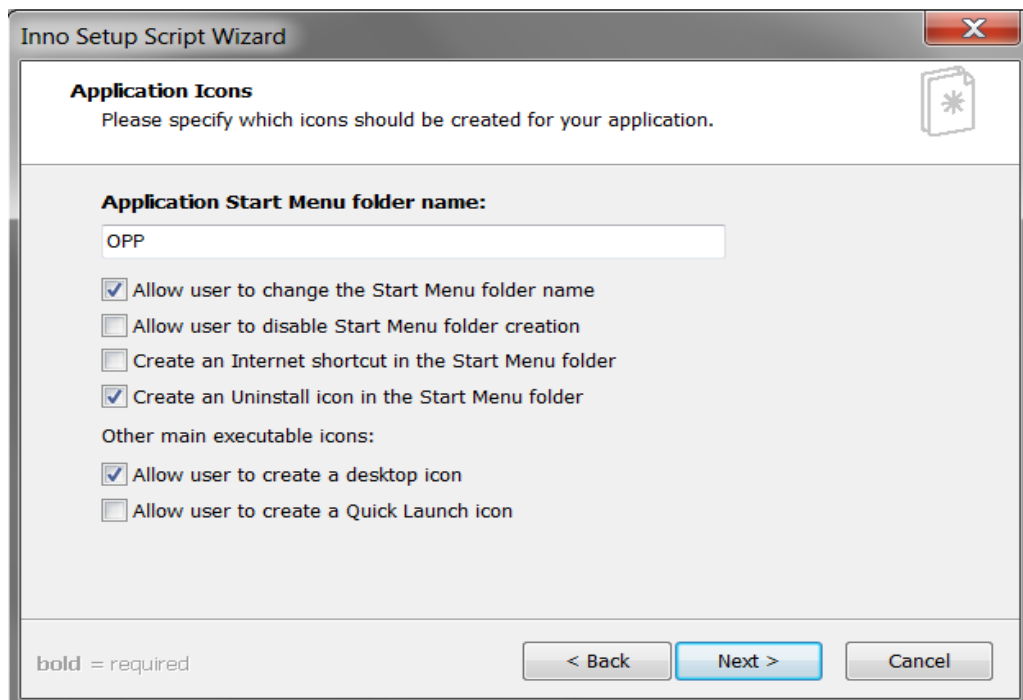 Inno Setup Script Wizard
Application Icons
Please specify which icons should be created for your application.
Application Start Menu folder name:
OPP
Allow user to change the Start Menu folder name
Allow user to disable Start Menu folder creation
Create an Internet shortcut in the Start Menu folder
Create an Uninstall icon in the Start Menu folder
Other main executable icons:
Allow user to create a desktop icon
Allow user to create a Quick Launch icon
bold = required
< Back
Next >
Cancel